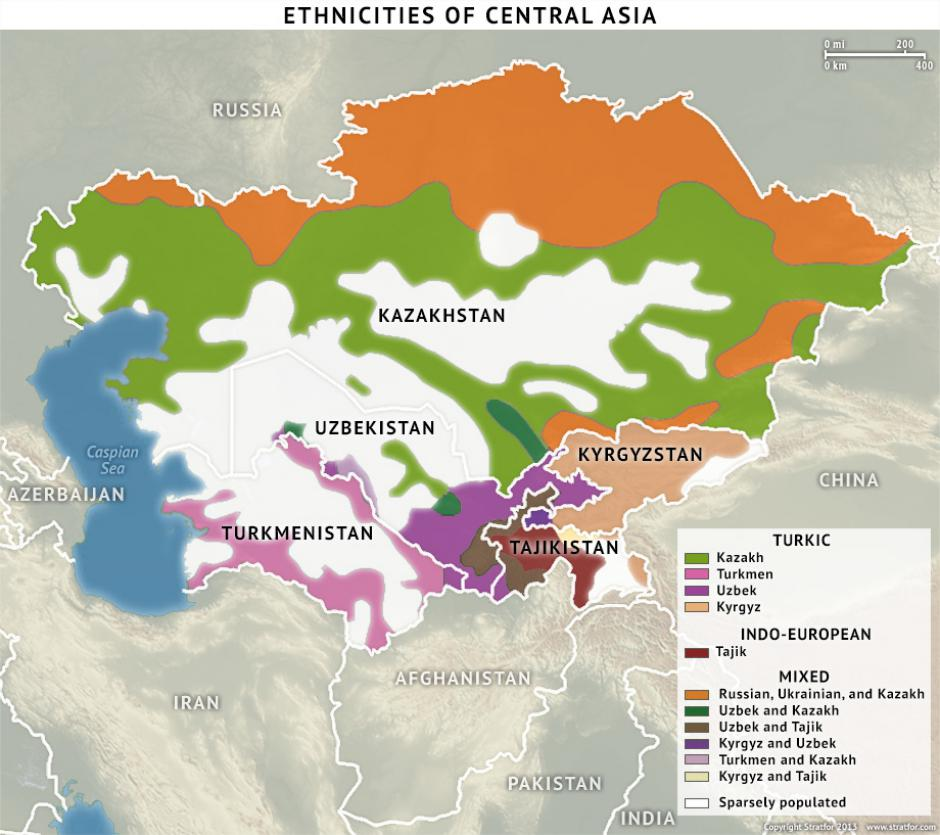 ETHNICITIES OF CENTRAL ASIA
0 mi 200
0 km 400
RUSSIA
KAZAKHSTAN
UZBEKISTAN
Caspian
Sea
KYRGYZSTAN
CHINA
AZERBAIJAN
TURKMENISTAN
TAJIKISTAN
TURKIC
Kazakh
Turkmen
Uzbek
Kyrgyz
INDO-EUROPEAN
Tajik
MIXED
Russian, Ukrainian, and Kazakh
Uzbek and Kazakh
Uzbek and Tajik
Kyrgyz and Uzbek
Turkmen and Kazakh
Kyrgyz and Tajik
Sparsely populated
AFGHANISTAN
IRAN
PAKISTAN
INDIA
Copyright Stratfor 2013 www.stratfor.com